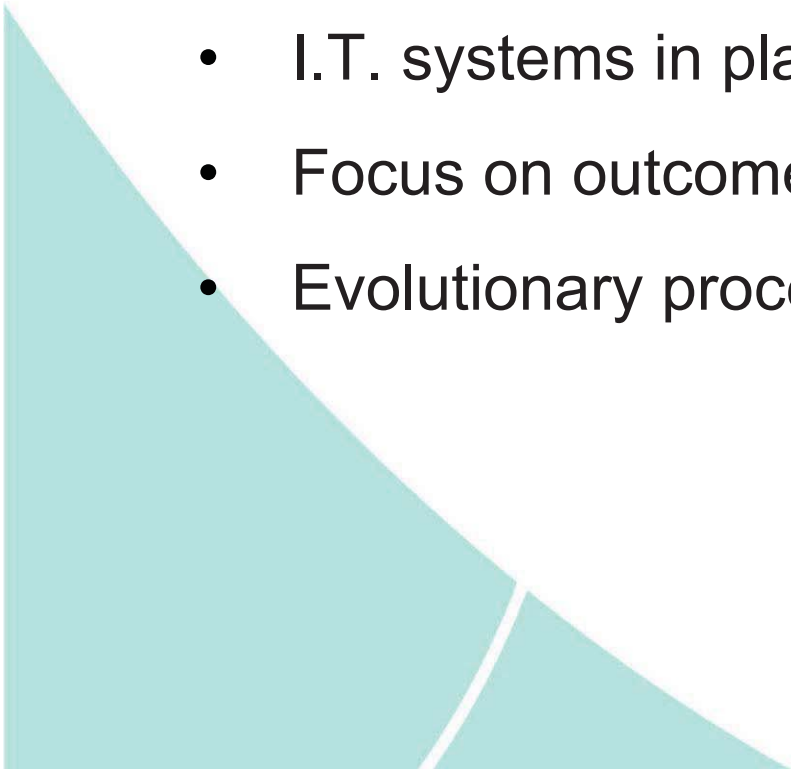 • I.T. systems in pla
• Focus on outcome
• Evolutionary proc